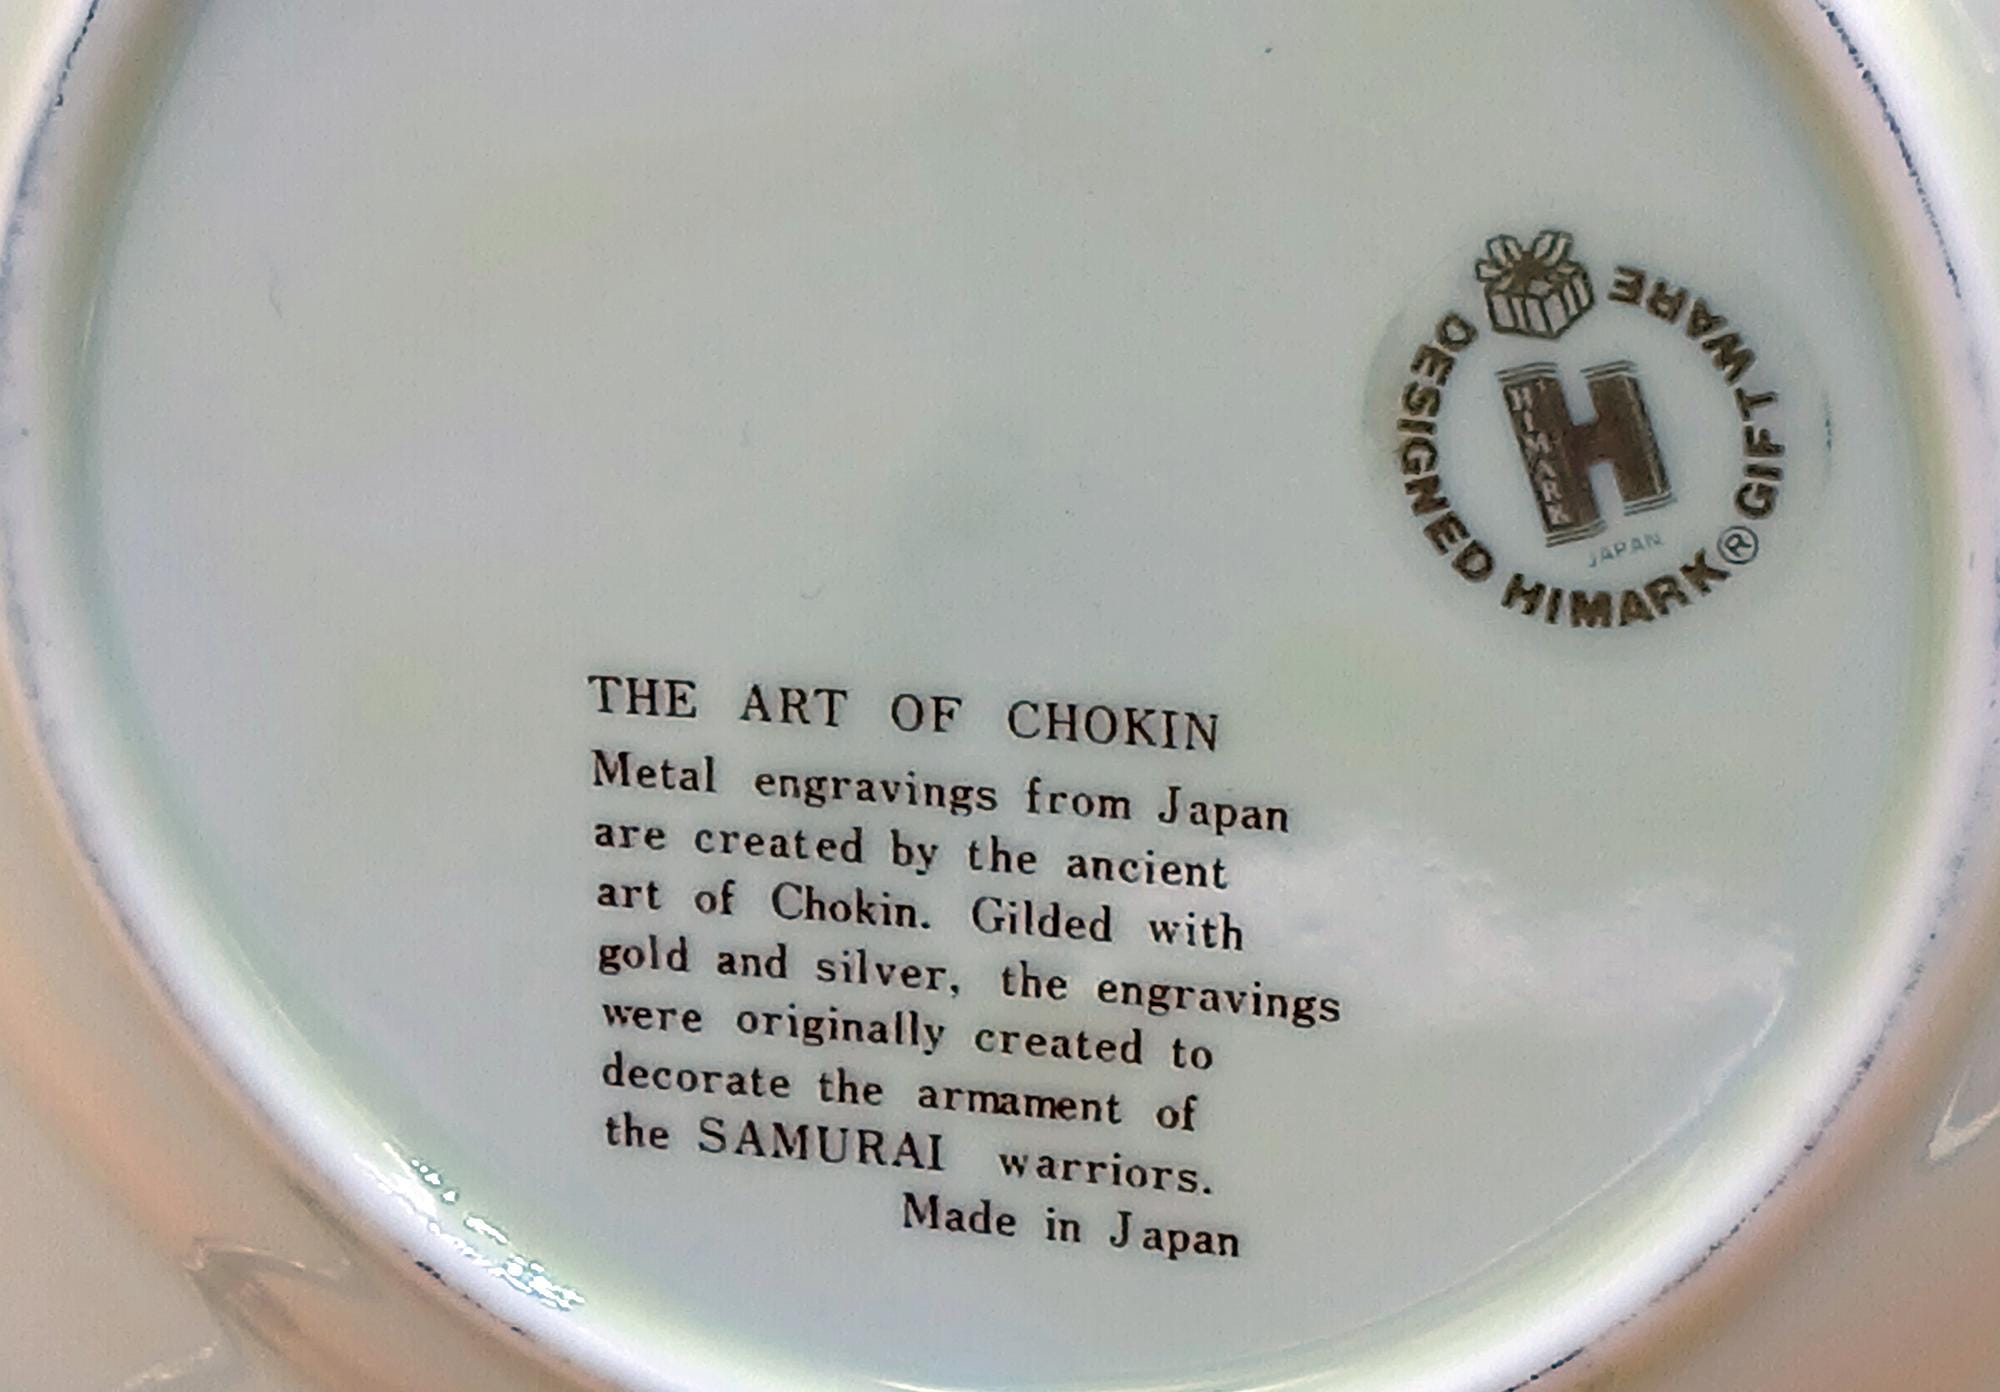 DESIGNED HIMARK® GIFTWARE
H
HIMARK
JAPAN
THE ART OF CHOKIN
Metal engravings from Japan
are created by the ancient
art of Chokin. Gilded with
gold and silver, the engravings
were originally created to
decorate the armament of
the SAMURAI warriors.
Made in Japan